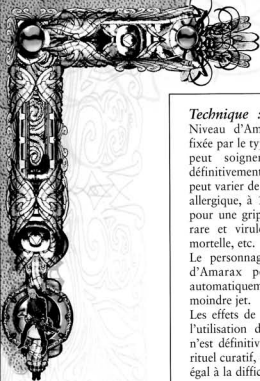 Technique :
Niveau d'Am
fixée par le ty
peut soigner
définitivement
peut varier de
allergique, à
pour une grip
rare et virule
mortelle, etc.
Le personnag
d'Amarax p
automatiquem
moindre jet.
Les effets de
l'utilisation d
n'est définitiv
rituel curatif,
égal à la diffic